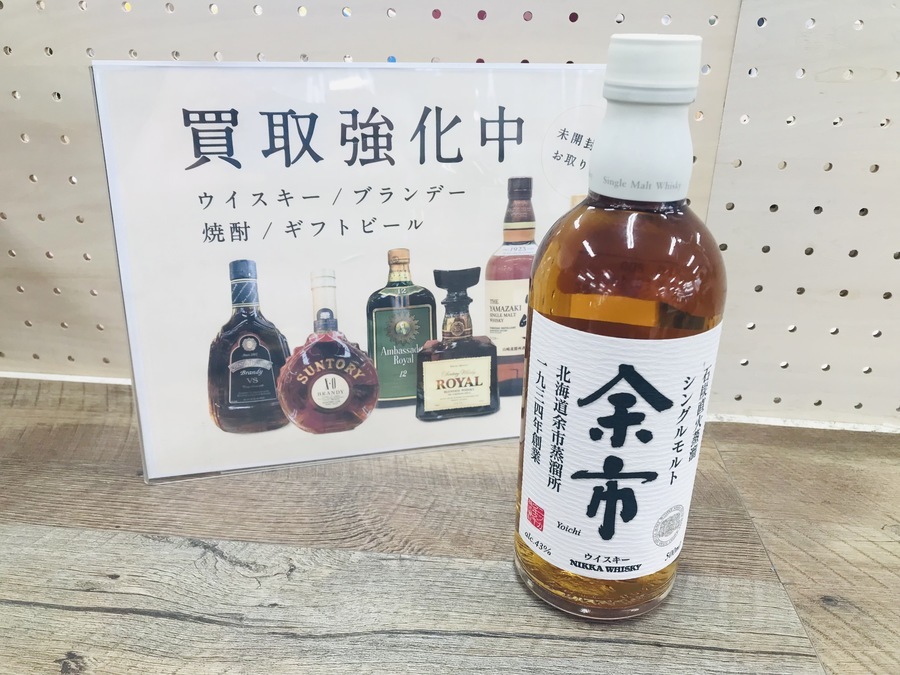 買取強化中
ウイスキー / ブランデー
焼酎 / ギフトビール
未開封
お取り
Brandy
VS
SUNTORY
X·O
BRANDY
12
Ambassador
Royal
12
ROYAL
1923
THE
YAMAZAKI
SINGLE MALT
WHISKY
Single Malt Whisky
石炭直火蒸溜
シングルモルト
余市
北海道余市蒸溜所
一九三四年創業
Yoichi
alc.43%
ウイスキー
NIKKA WHISKY